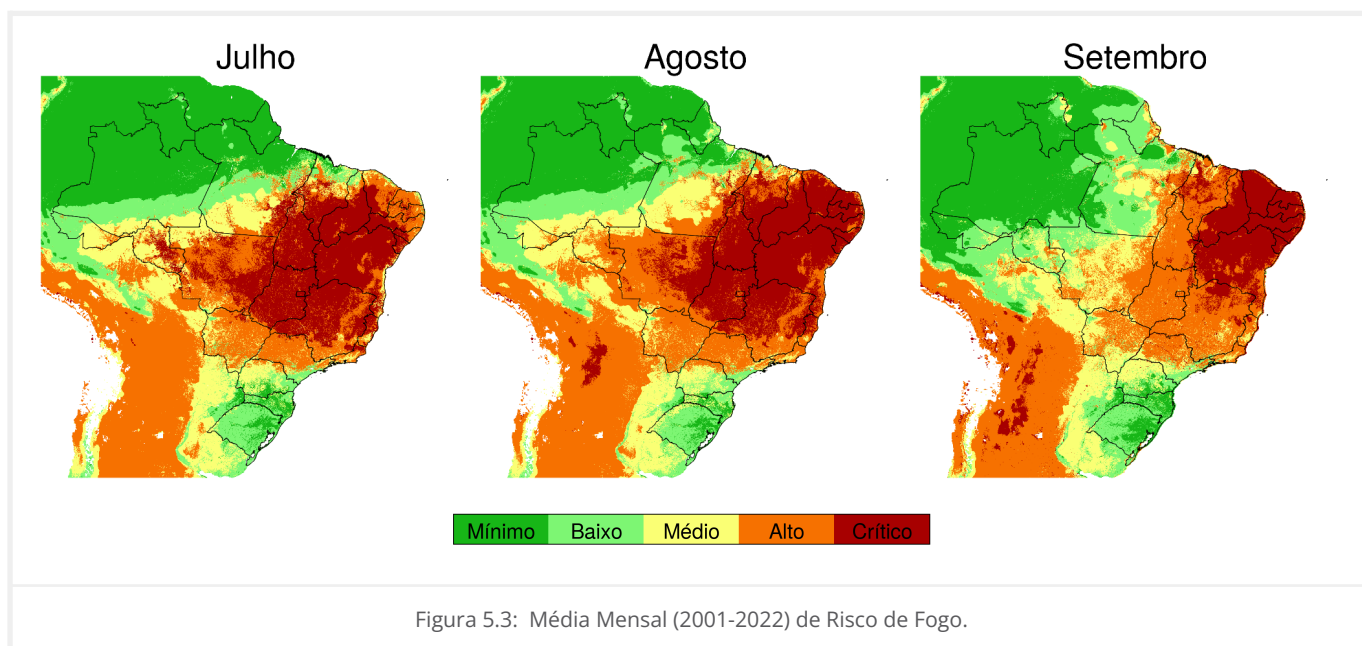 Julho
Agosto
Setembro
Mínimo Baixo Médio Alto Crítico
Figura 5.3: Média Mensal (2001-2022) de Risco de Fogo.